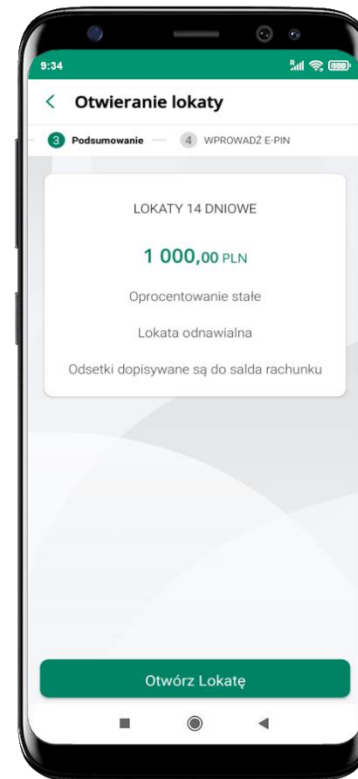 9:34
Otwieranie lokaty
3 Podsumowanie 4 WPROWADŹ E-PIN
LOKATY 14 DNIOWE
1 000,00 PLN
Oprocentowanie stałe
Lokata odnawialna
Odsetki dopisywane są do salda rachunku
Otwórz Lokatę